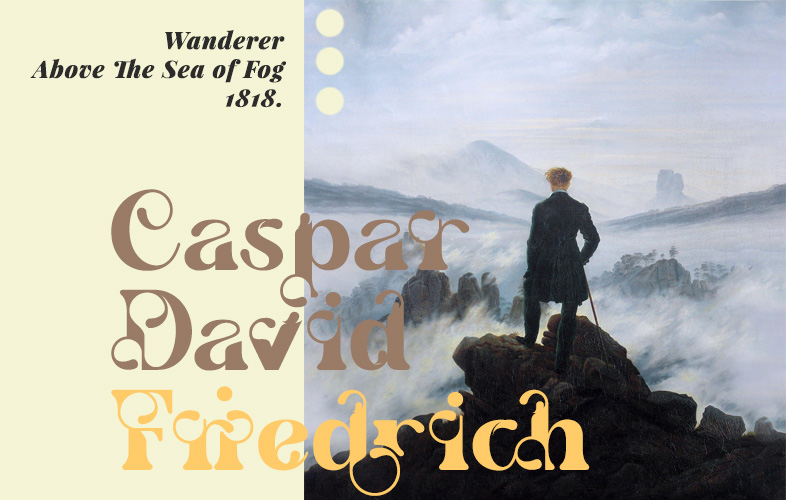 Wanderer
Above The Sea of Fog
1818.
Caspar
David
Friedrich